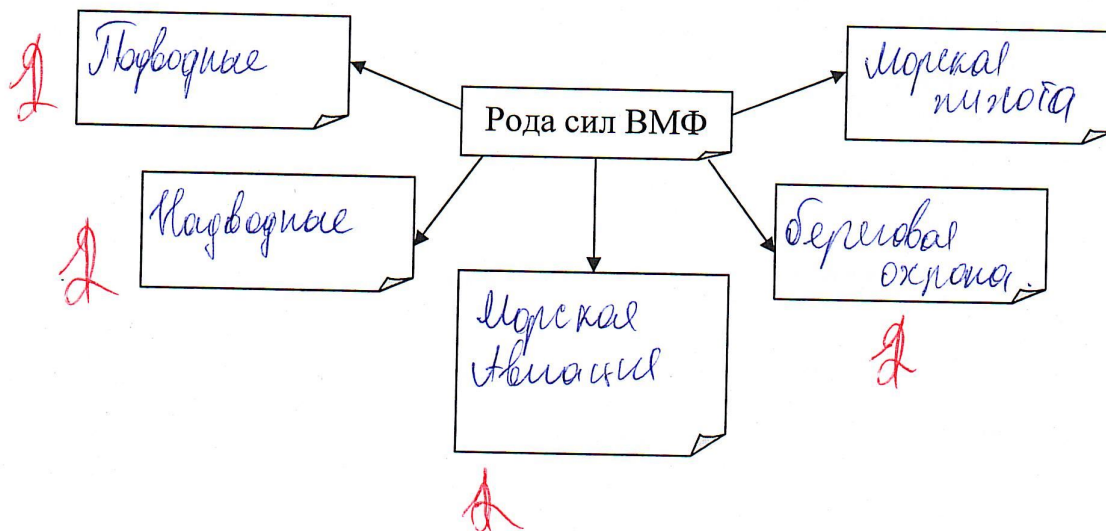 Подводные
Рода сил ВМФ
Морская
пихота
Надводные
береговая
охрана.
Морская
Авиация